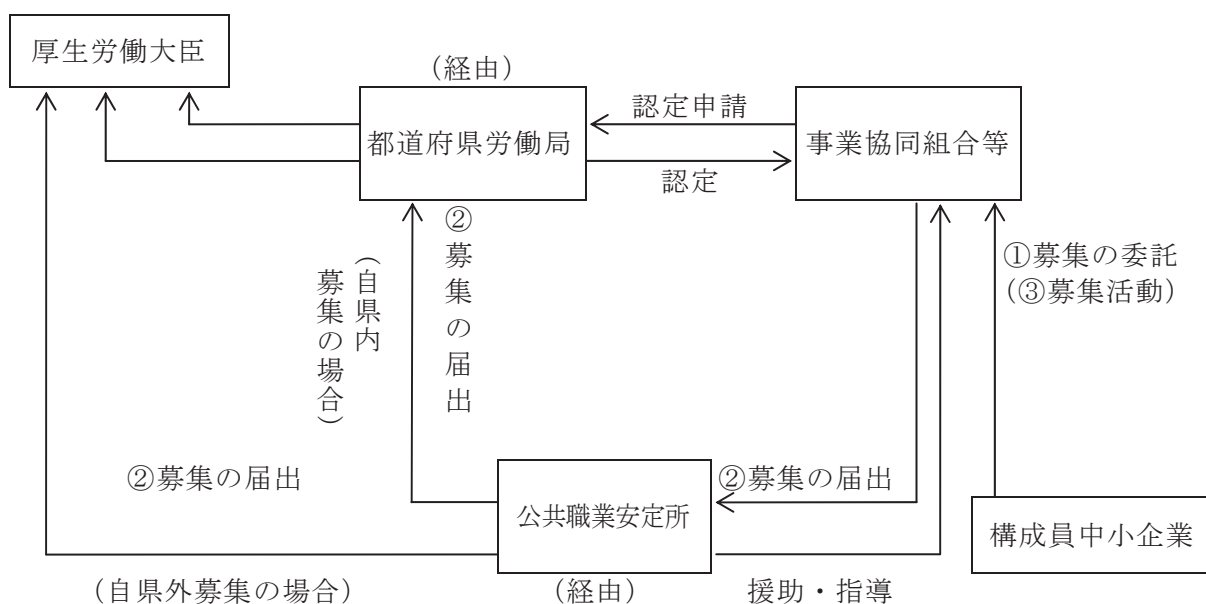 厚生労働大臣
(経由)
都道府県労働局
認定申請
認定
事業協同組合等
②募集の届出
(自県内
募集の場合)
①募集の委託
(③募集活動)
②募集の届出
②募集の届出
公共職業安定所
構成員中小企業
(自県外募集の場合)
(経由)
援助・指導